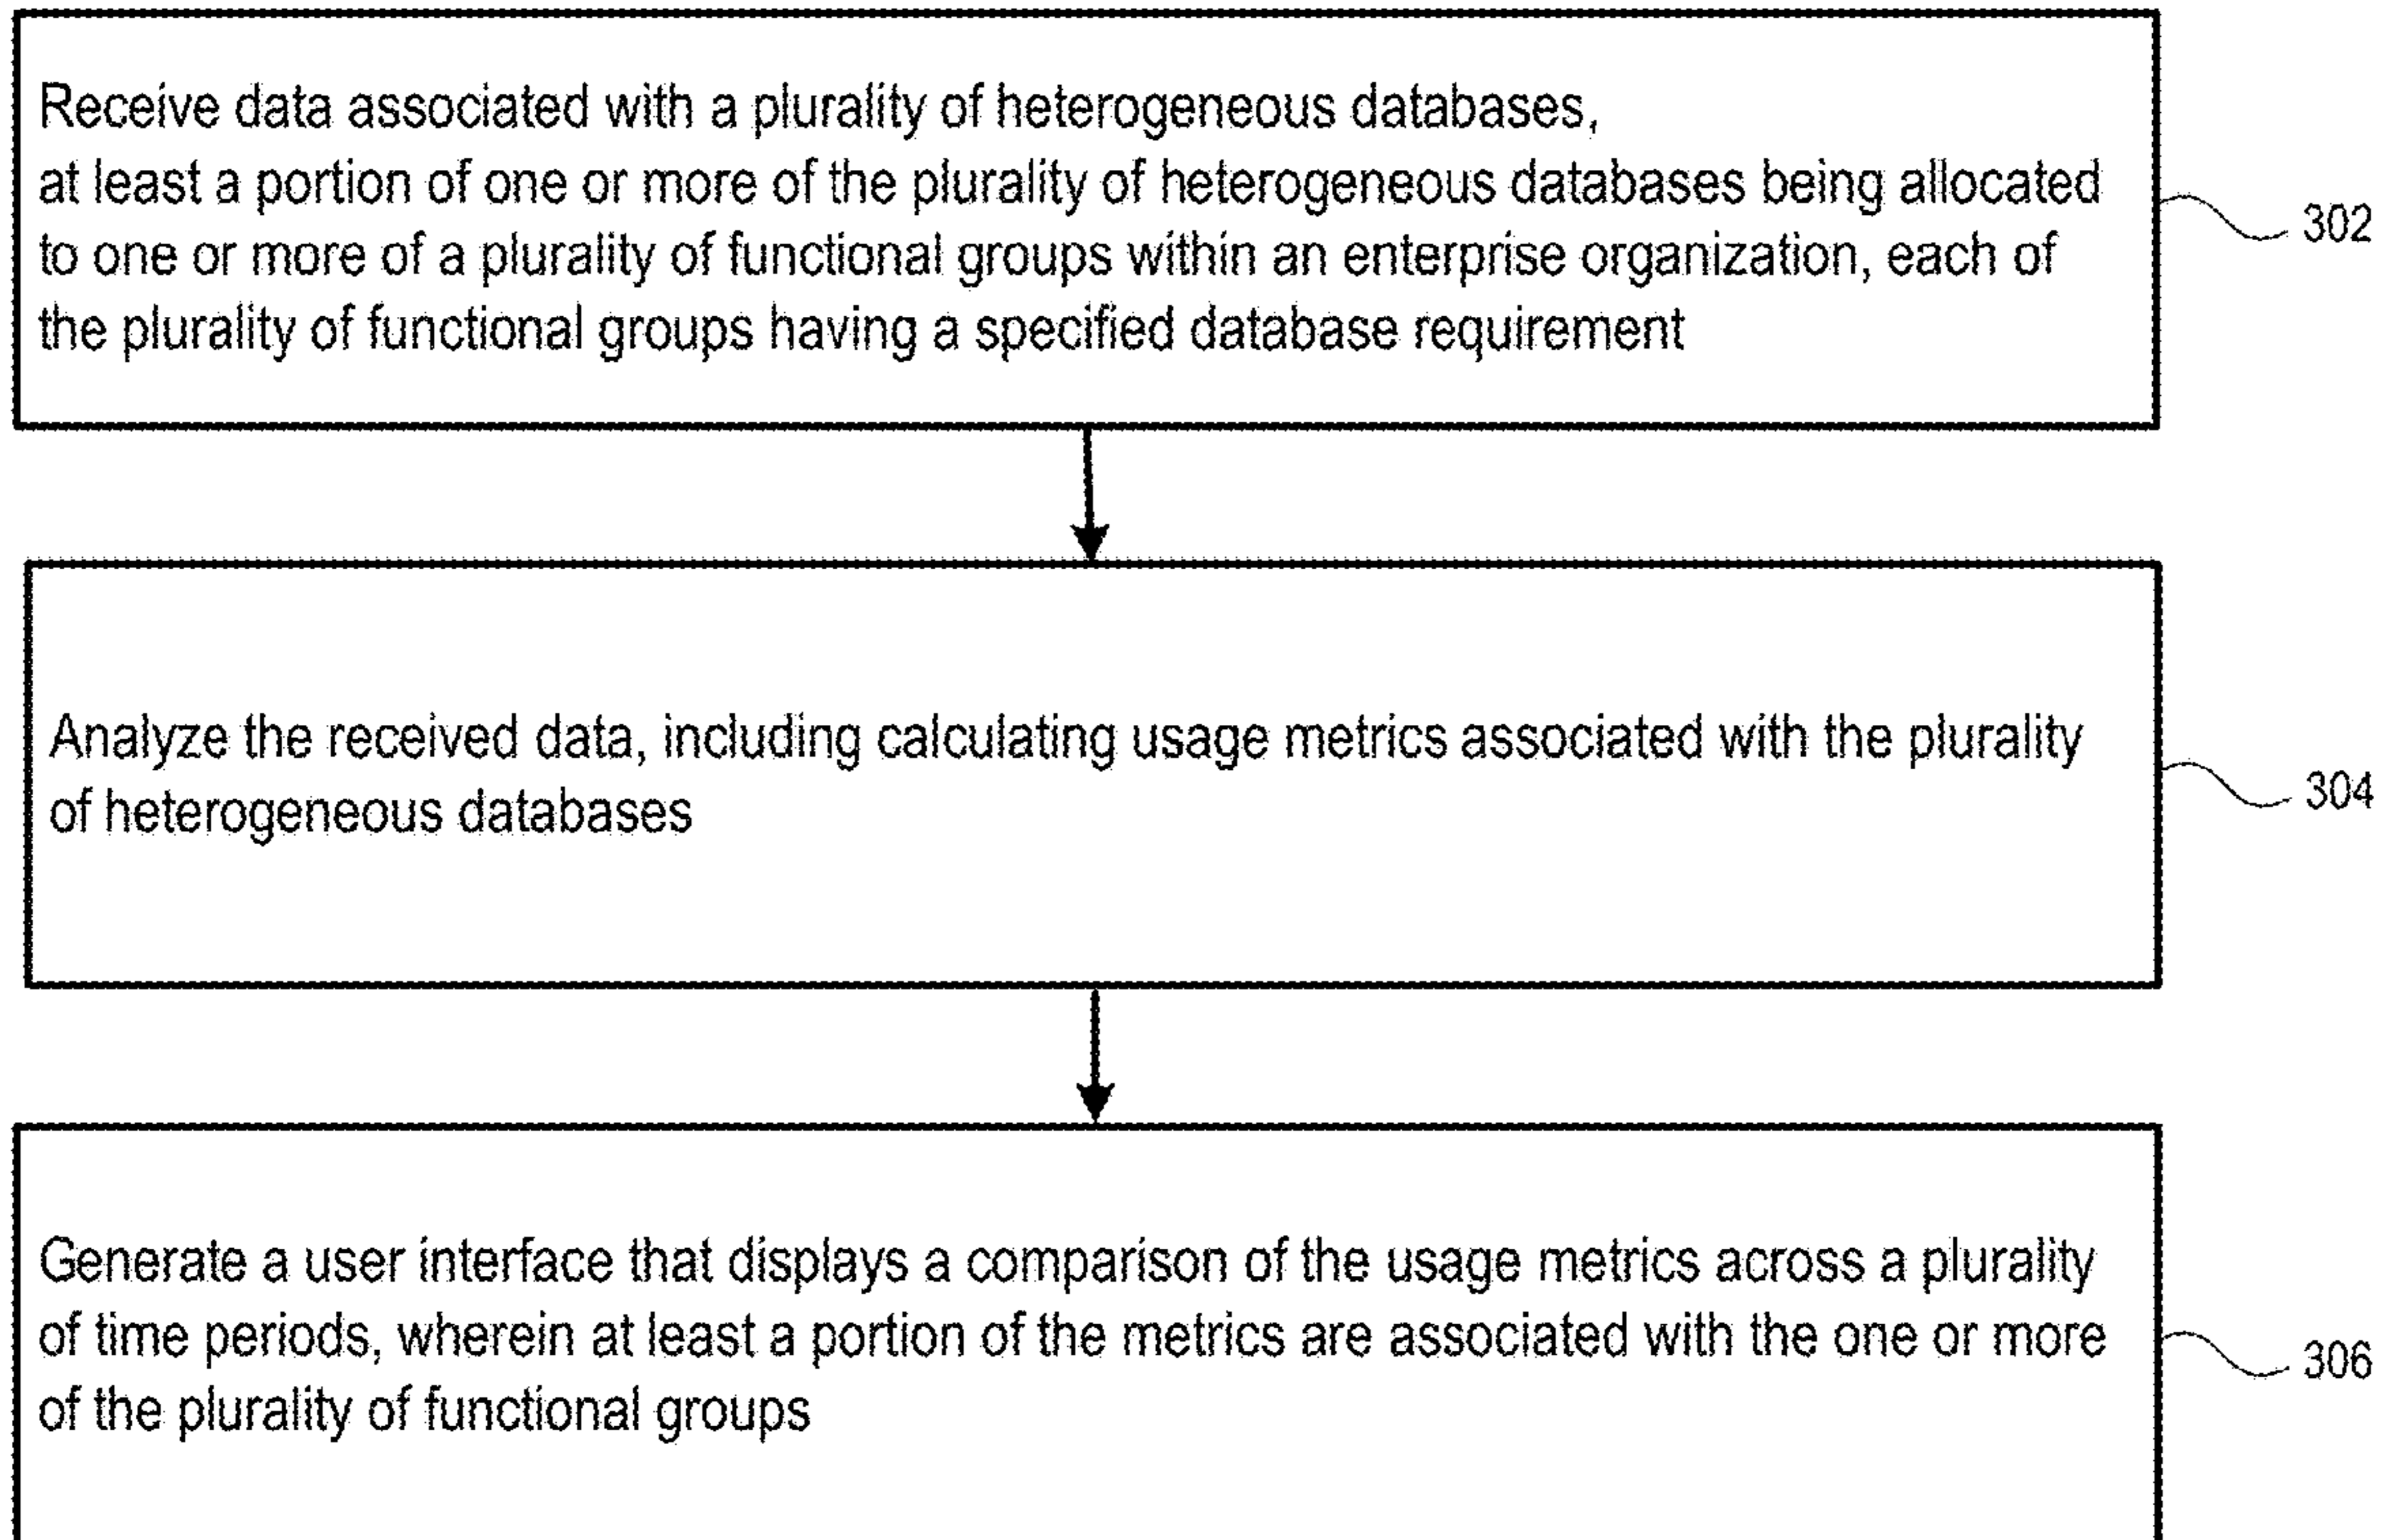 Receive data associated with a plurality of heterogeneous databases,
at least a portion of one or more of the plurality of heterogeneous databases being allocated
to one or more of a plurality of functional groups within an enterprise organization, each of
the plurality of functional groups having a specified database requirement
302
Analyze the received data, including calculating usage metrics associated with the plurality
of heterogeneous databases
304
Generate a user interface that displays a comparison of the usage metrics across a plurality
of time periods, wherein at least a portion of the metrics are associated with the one or more
of the plurality of functional groups
306